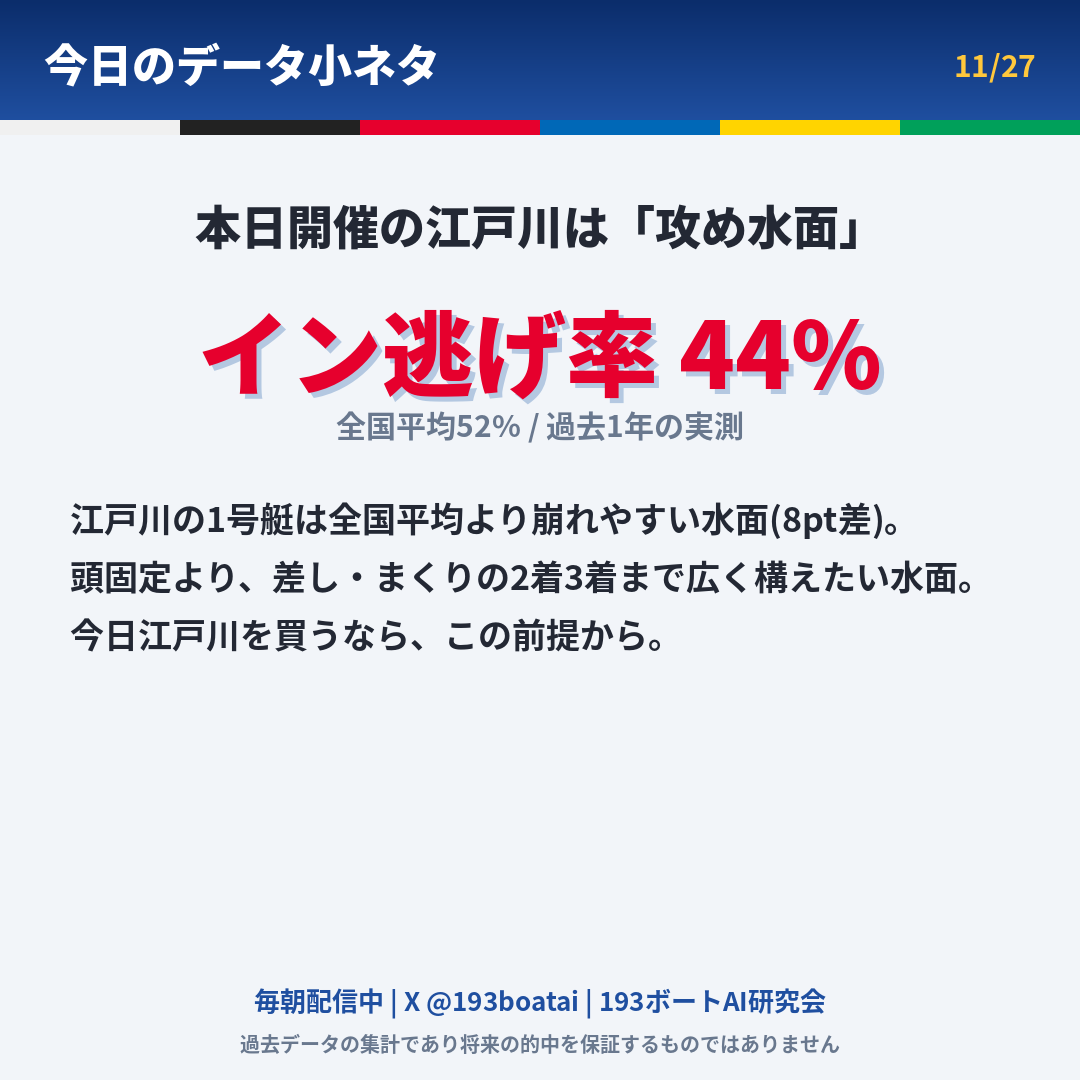 今日のデータ小ネタ
11/27
本日開催の江戸川は「攻め水面」
イン逃げ率 44%
全国平均52% / 過去1年の実測
江戸川の1号艇は全国平均より崩れやすい水面(8pt差)。
頭固定より、差し・まくりの2着3着まで広く構えたい水面。
今日江戸川を買うなら、この前提から。
毎朝配信中 | X @193boatai | 193ボートAI研究会
過去データの集計であり将来の的中を保証するものではありません